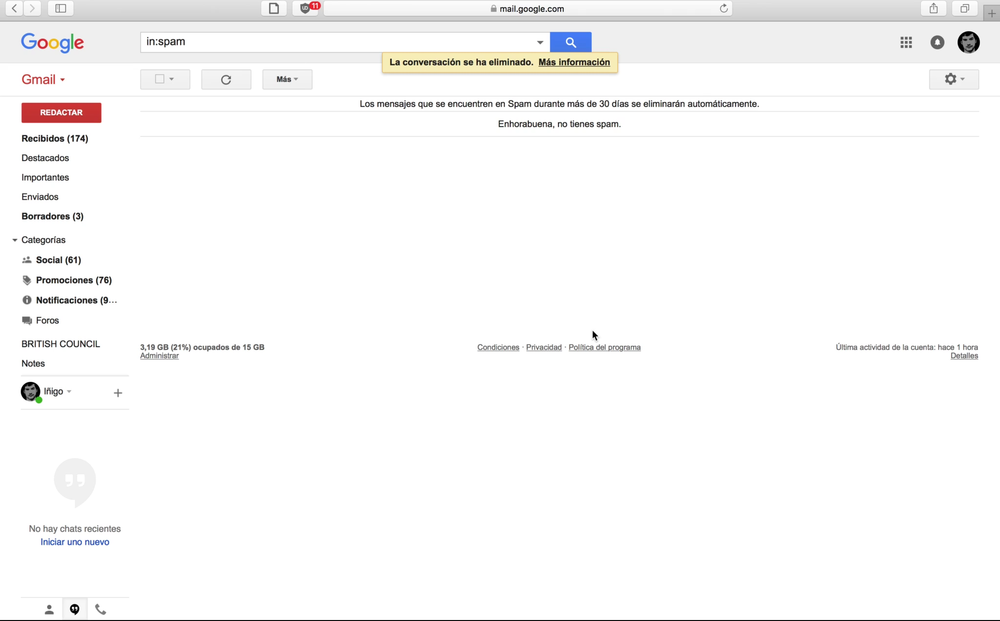 11
mail.google.com
Google
in:spam
La conversación se ha eliminado. Más información
Gmail
Más
Los mensajes que se encuentren en Spam durante más de 30 días se eliminarán automáticamente.
REDACTAR
Enhorabuena, no tienes spam.
Recibidos (174)
Destacados
Importantes
Enviados
Borradores (3)
Categorías
Social (61)
Promociones (76)
Notificaciones (9…
Foros
BRITISH COUNCIL
Notes
3,19 GB (21%) ocupados de 15 GB
Administrar
Condiciones · Privacidad · Política del programa
Última actividad de la cuenta: hace 1 hora
Detalles
Iñigo
No hay chats recientes
Iniciar uno nuevo